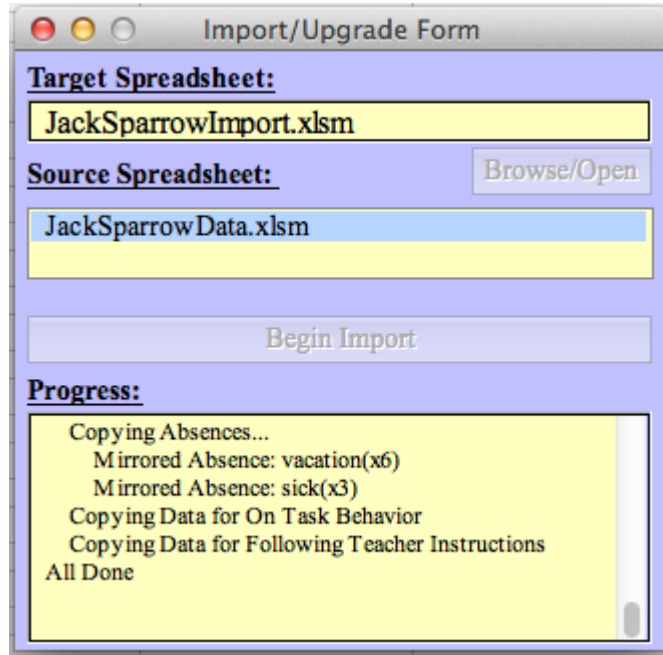 Import/Upgrade Form
Target Spreadsheet:
JackSparrowImport.xlsm
Source Spreadsheet:
Browse/Open
JackSparrowData.xlsm
Begin Import
Progress:
Copying Absences...
Mirrored Absence: vacation(x6)
Mirrored Absence: sick(x3)
Copying Data for On Task Behavior
Copying Data for Following Teacher Instructions
All Done